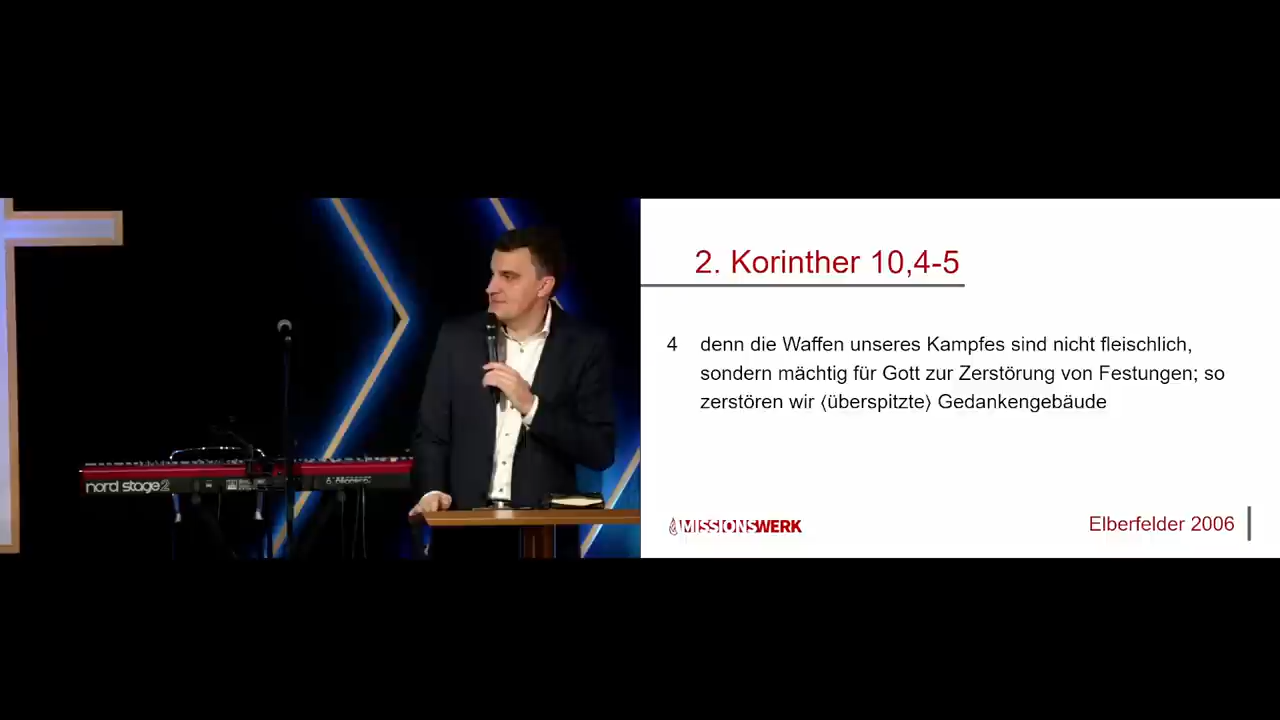 nord stage2
2. Korinther 10,4-5
4 denn die Waffen unseres Kampfes sind nicht fleischlich,
sondern mächtig für Gott zur Zerstörung von Festungen; so
zerstören wir ⟨überspitzte⟩ Gedankengebäude
MISSIONSWERK
Elberfelder 2006